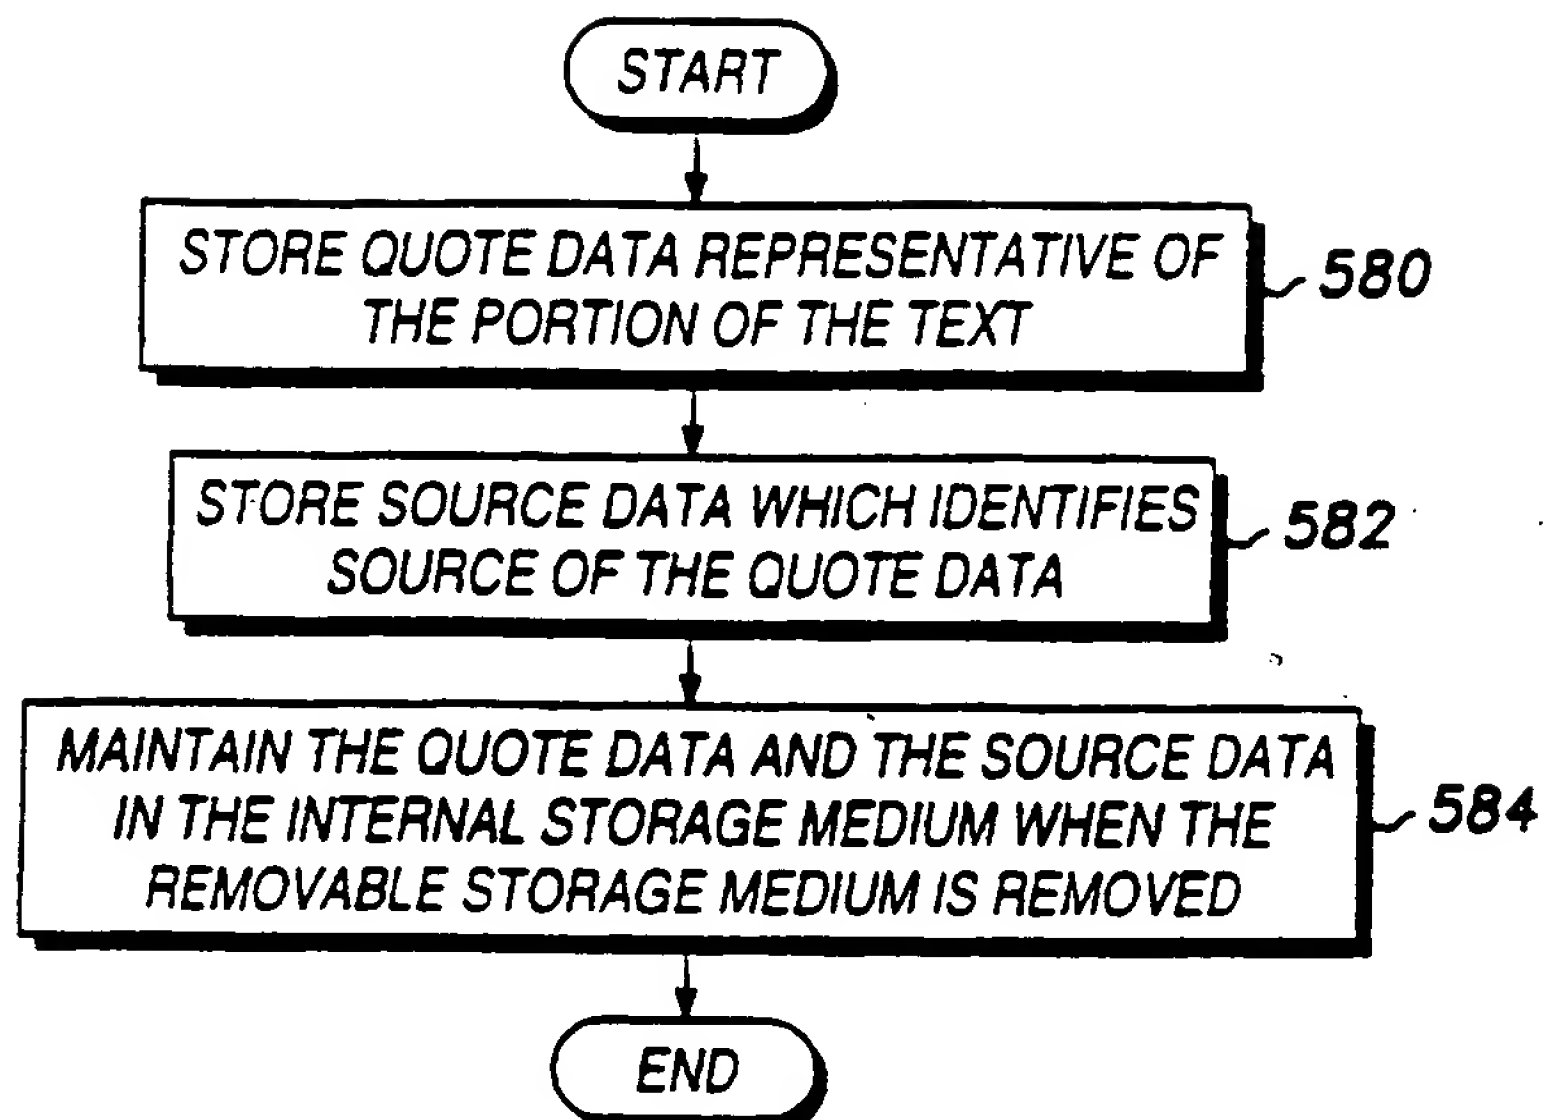 START
STORE QUOTE DATA REPRESENTATIVE OF
THE PORTION OF THE TEXT
580
STORE SOURCE DATA WHICH IDENTIFIES
SOURCE OF THE QUOTE DATA
582
MAINTAIN THE QUOTE DATA AND THE SOURCE DATA
IN THE INTERNAL STORAGE MEDIUM WHEN THE
REMOVABLE STORAGE MEDIUM IS REMOVED
584
END